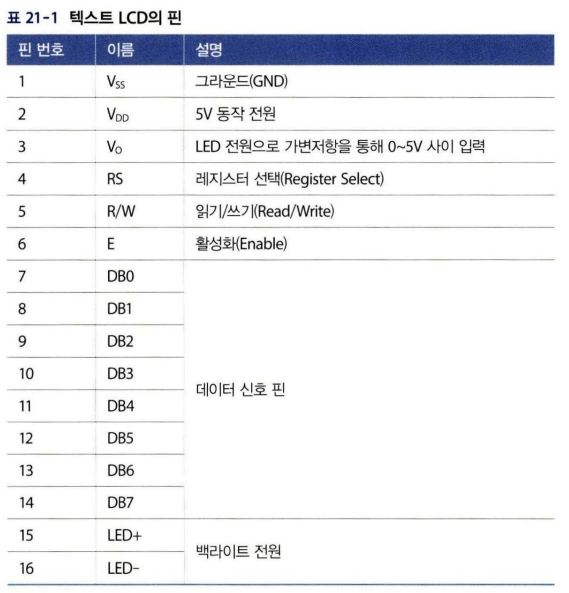 표 21-1 텍스트 LCD의 핀
핀 번호 이름 설명
1 VSS 그라운드(GND)
2 VDD 5V 동작 전원
3 VO LED 전원으로 가변저항을 통해 0~5V 사이 입력
4 RS 레지스터 선택(Register Select)
5 R/W 읽기/쓰기(Read/Write)
6 E 활성화(Enable)
7 DB0
8 DB1
9 DB2
10 DB3
데이터 신호 핀
11 DB4
12 DB5
13 DB6
14 DB7
15 LED+
백라이트 전원
16 LED-